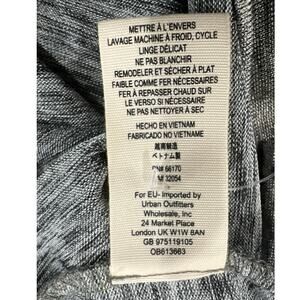 METTRE À L'ENVERS
LAVAGE MACHINE À FROID, CYCLE
LINGE DÉLICAT
NE PAS BLANCHIR
REMODELER ET SÉCHER À PLAT
FAIBLE COMME FER NÉCESSAIRES
FER À REPASSER CHAUD SUR
LE VERSO SI NÉCESSAIRE
NE PAS NETTOYER À SEC
HECHO EN VIETNAM
FABRICADO NO VIETNAME
越南製造
ベトナム製
RN# 66170
M 32054
For EU- Imported by
Urban Outfitters
Wholesale, Inc
24 Market Place
London UK W1W 8AN
GB 975119105
OB613663